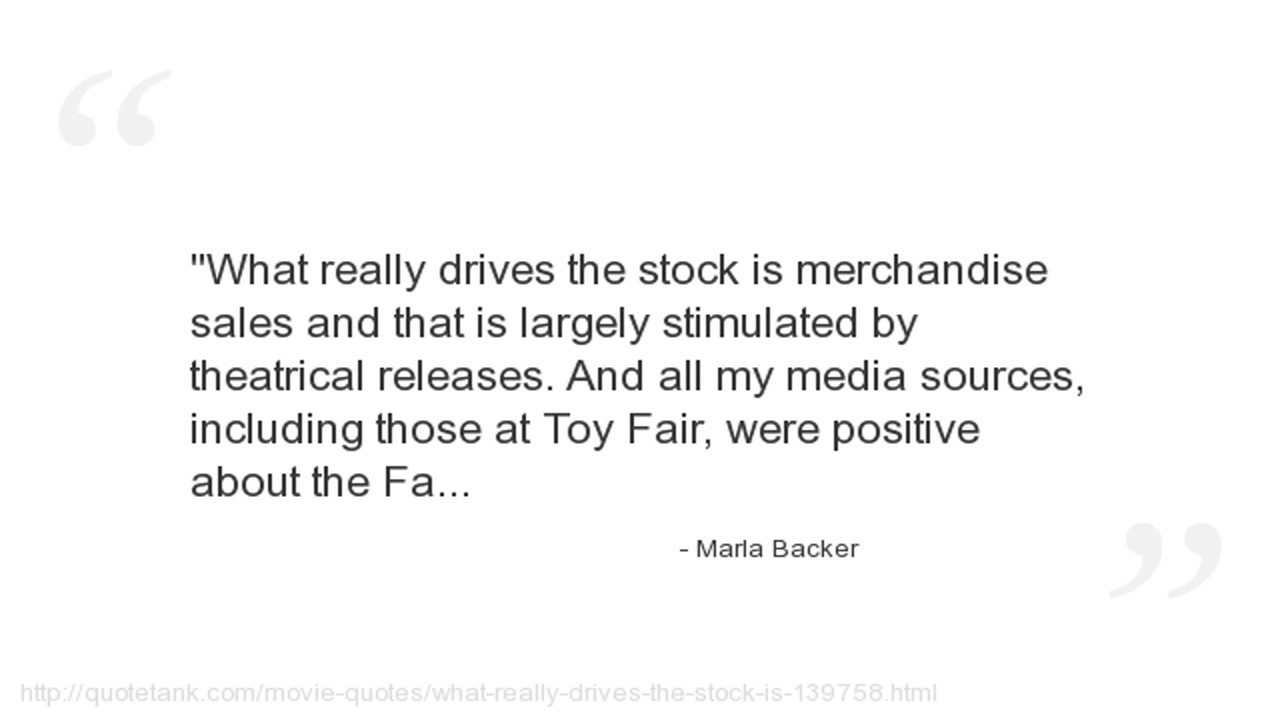 "What really drives the stock is merchandise
sales and that is largely stimulated by
theatrical releases. And all my media sources,
including those at Toy Fair, were positive
about the Fa...
- Marla Backer
http://quotetank.com/movie-quotes/what-really-drives-the-stock-is-139758.html